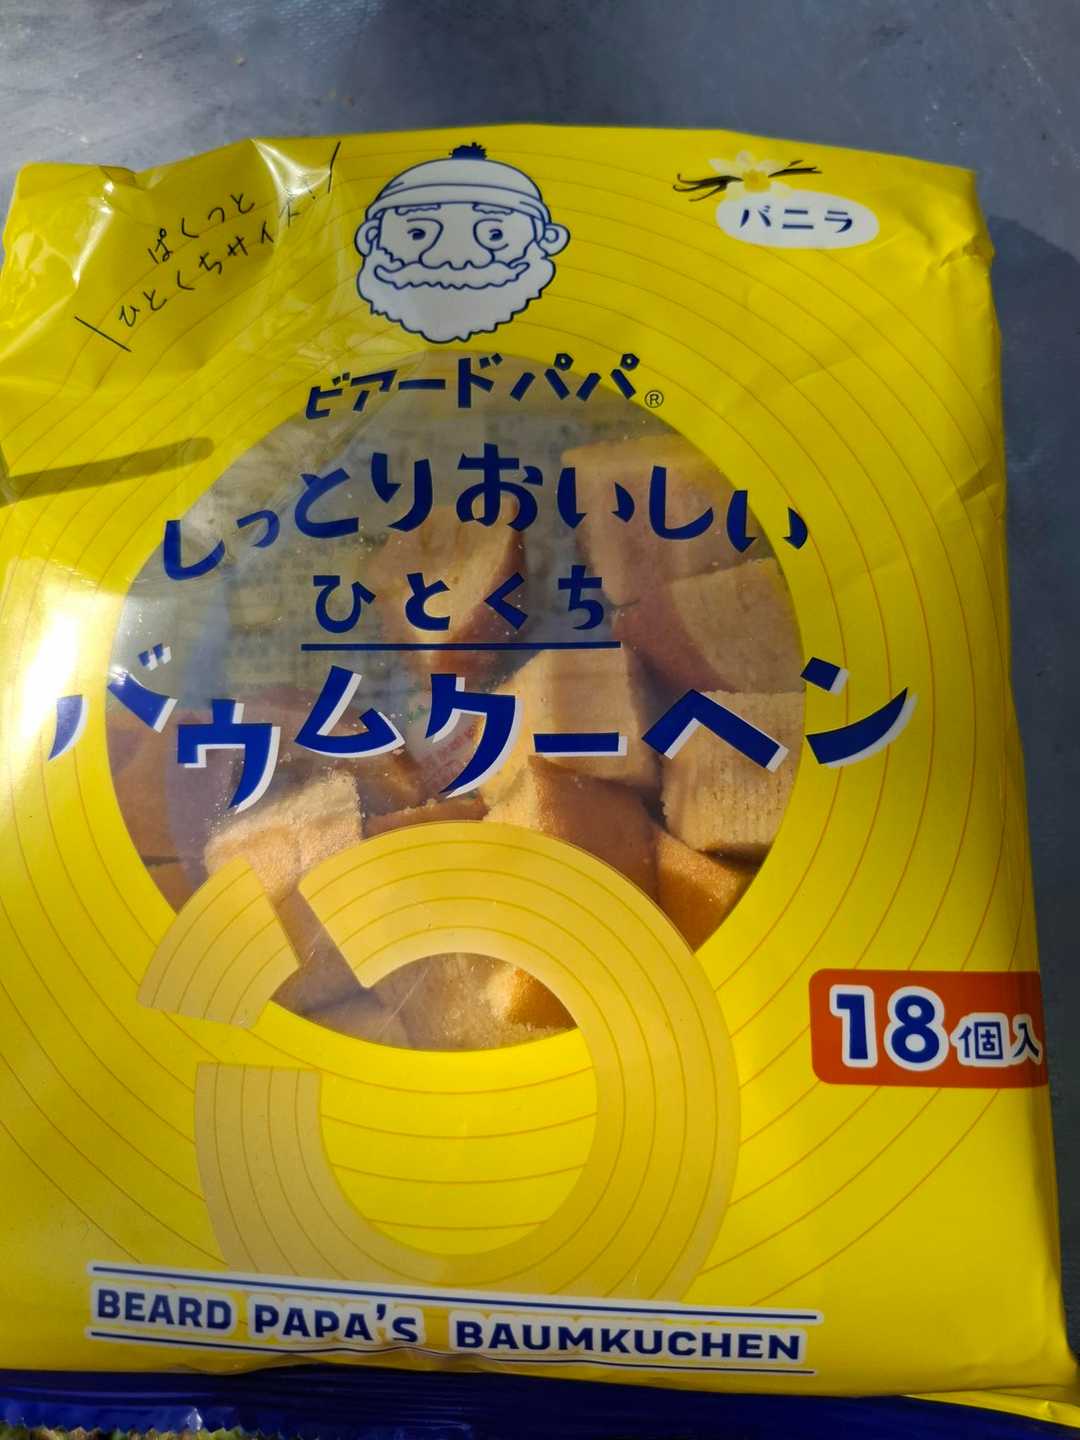 ぱくっと
ひとくちサイズ！
バニラ
ビアードパパ®
しっとりおいしい
ひとくち
バウムクーヘン
18個入
BEARD PAPA'S BAUMKUCHEN